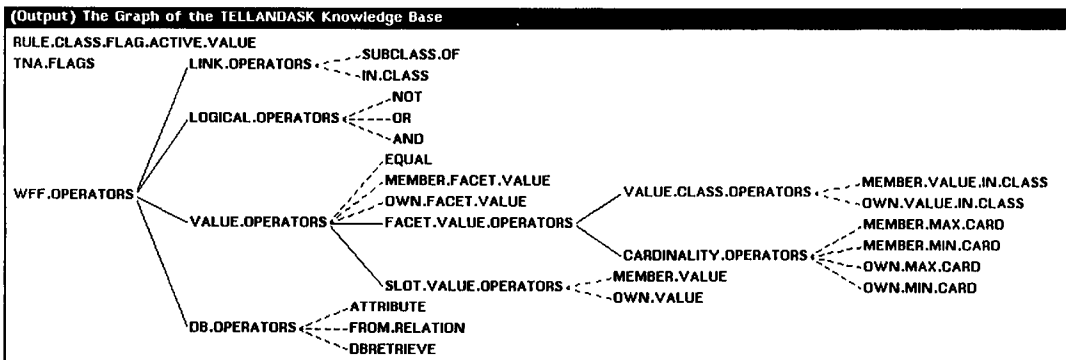 (Output) The Graph of the TELLANDASK Knowledge Base
RULE.CLASS.FLAG.ACTIVE.VALUE
TNA.FLAGS
WFF.OPERATORS
LINK.OPERATORS
SUBCLASS.OF
IN.CLASS
LOGICAL.OPERATORS
NOT
OR
AND
VALUE.OPERATORS
EQUAL
MEMBER.FACET.VALUE
OWN.FACET.VALUE
FACET.VALUE.OPERATORS
VALUE.CLASS.OPERATORS
MEMBER.VALUE.IN.CLASS
OWN.VALUE.IN.CLASS
CARDINALITY.OPERATORS
MEMBER.MAX.CARD
MEMBER.MIN.CARD
OWN.MAX.CARD
OWN.MIN.CARD
SLOT.VALUE.OPERATORS
MEMBER.VALUE
OWN.VALUE
DB.OPERATORS
ATTRIBUTE
FROM.RELATION
DBRETRIEVE